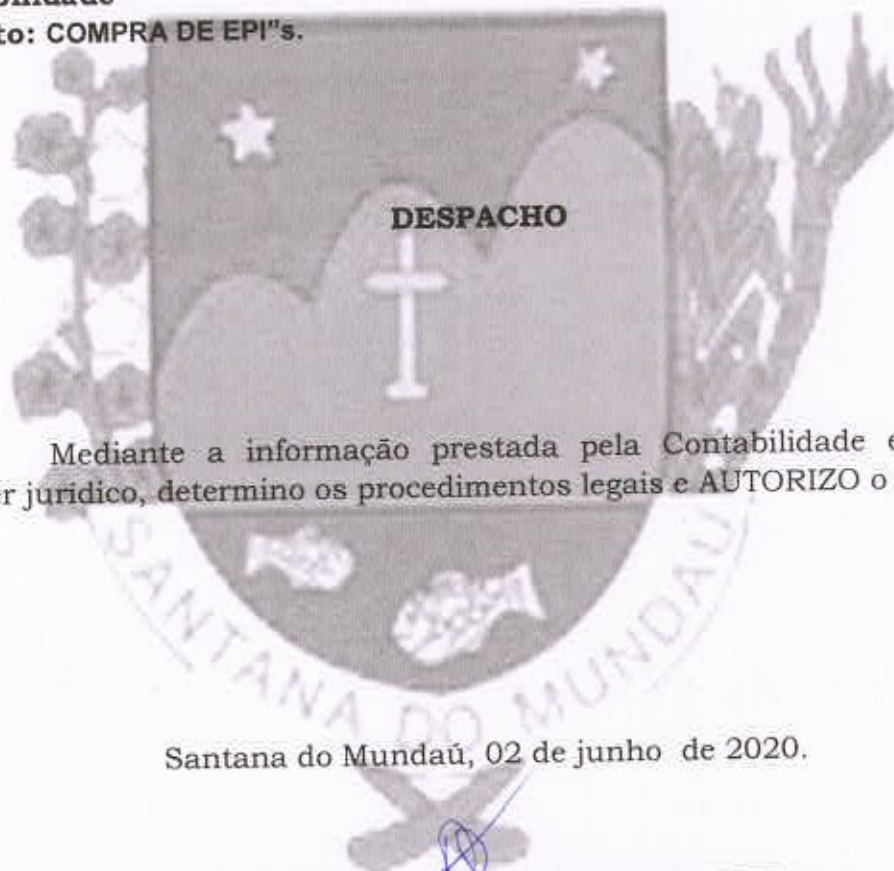 to: COMPRA DE EPI"s.
DESPACHO
Mediante a informação prestada pela Contabilidade e
r jurídico, determino os procedimentos legais e AUTORIZO o
SANTANA DO MUNDAÚ
Santana do Mundaú, 02 de junho de 2020.